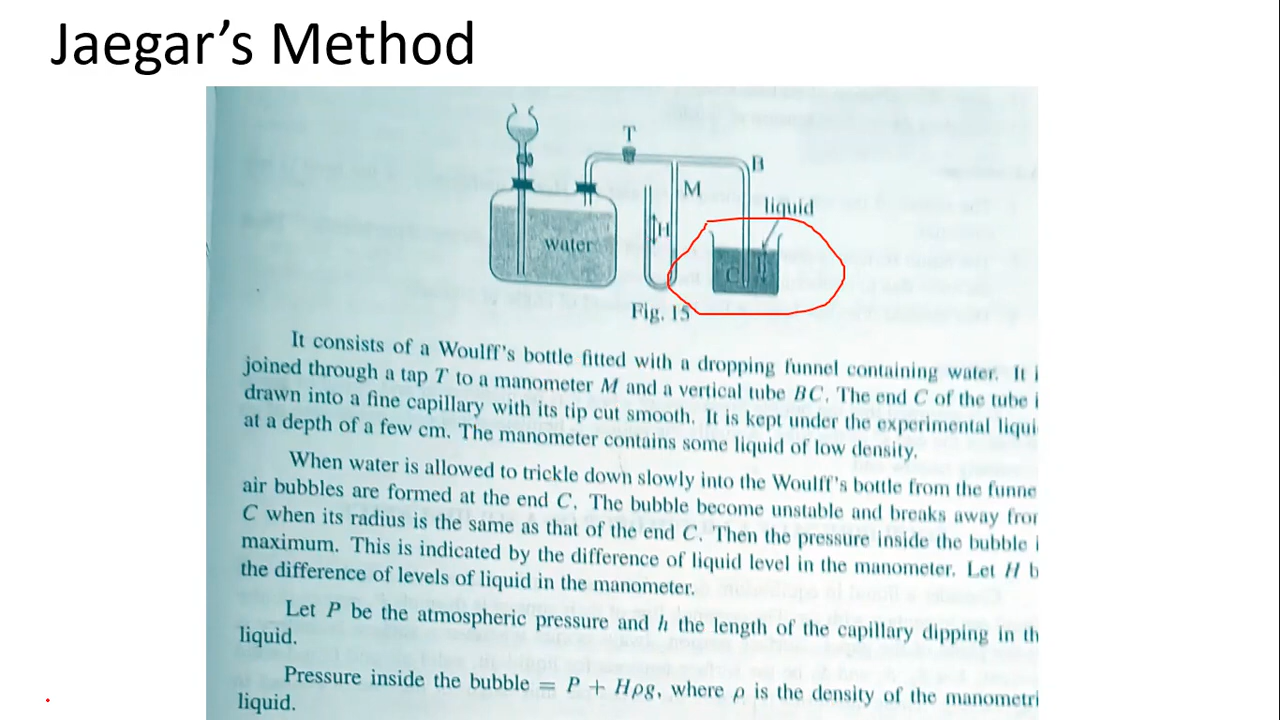 Jaegar’s Method
T
B
M
liquid
H
water
C
h
Fig. 15
It consists of a Woulff's bottle fitted with a dropping funnel containing water. It i
joined through a tap T to a manometer M and a vertical tube BC. The end C of the tube i
drawn into a fine capillary with its tip cut smooth. It is kept under the experimental liqui
at a depth of a few cm. The manometer contains some liquid of low density.
When water is allowed to trickle down slowly into the Woulff's bottle from the funne
air bubbles are formed at the end C. The bubble become unstable and breaks away fror
C when its radius is the same as that of the end C. Then the pressure inside the bubble i
maximum. This is indicated by the difference of liquid level in the manometer. Let H b
the difference of levels of liquid in the manometer.
Let P be the atmospheric pressure and h the length of the capillary dipping in th
liquid.
Pressure inside the bubble = P + Hρg, where ρ is the density of the manometri
liquid.